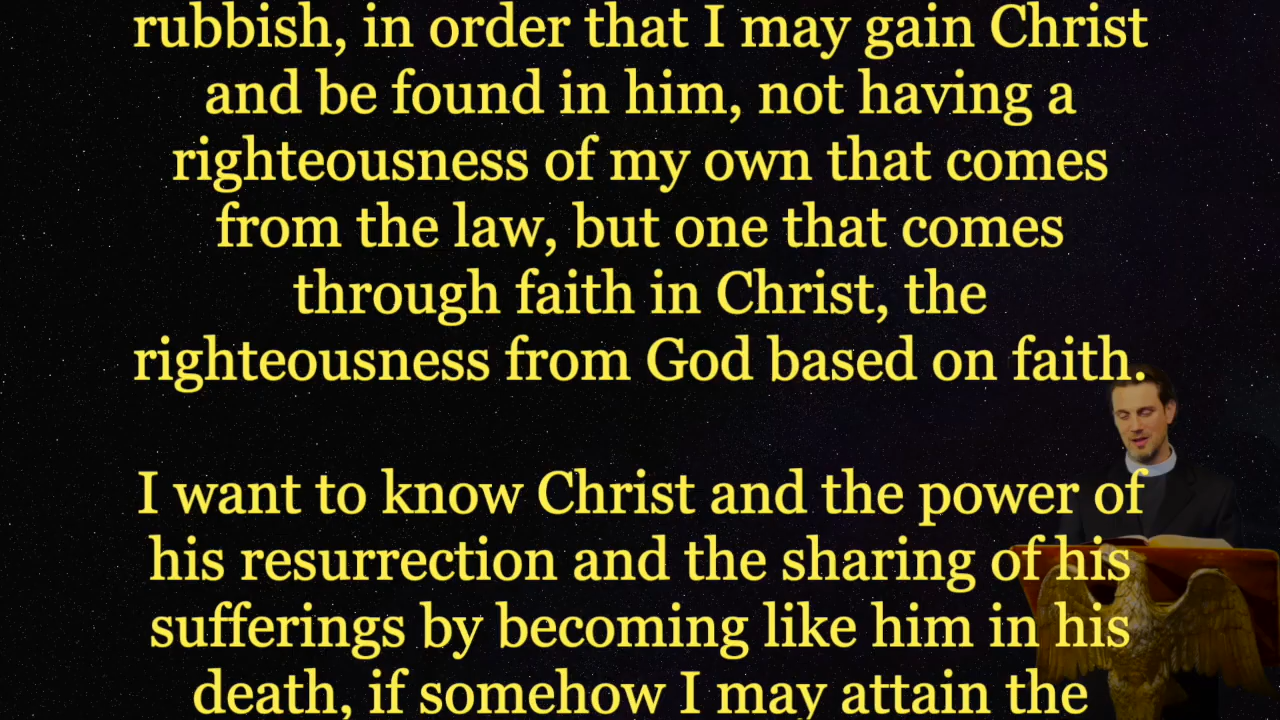 rubbish, in order that I may gain Christ
and be found in him, not having a
righteousness of my own that comes
from the law, but one that comes
through faith in Christ, the
righteousness from God based on faith.
I want to know Christ and the power of
his resurrection and the sharing of his
sufferings by becoming like him in his
death, if somehow I may attain the